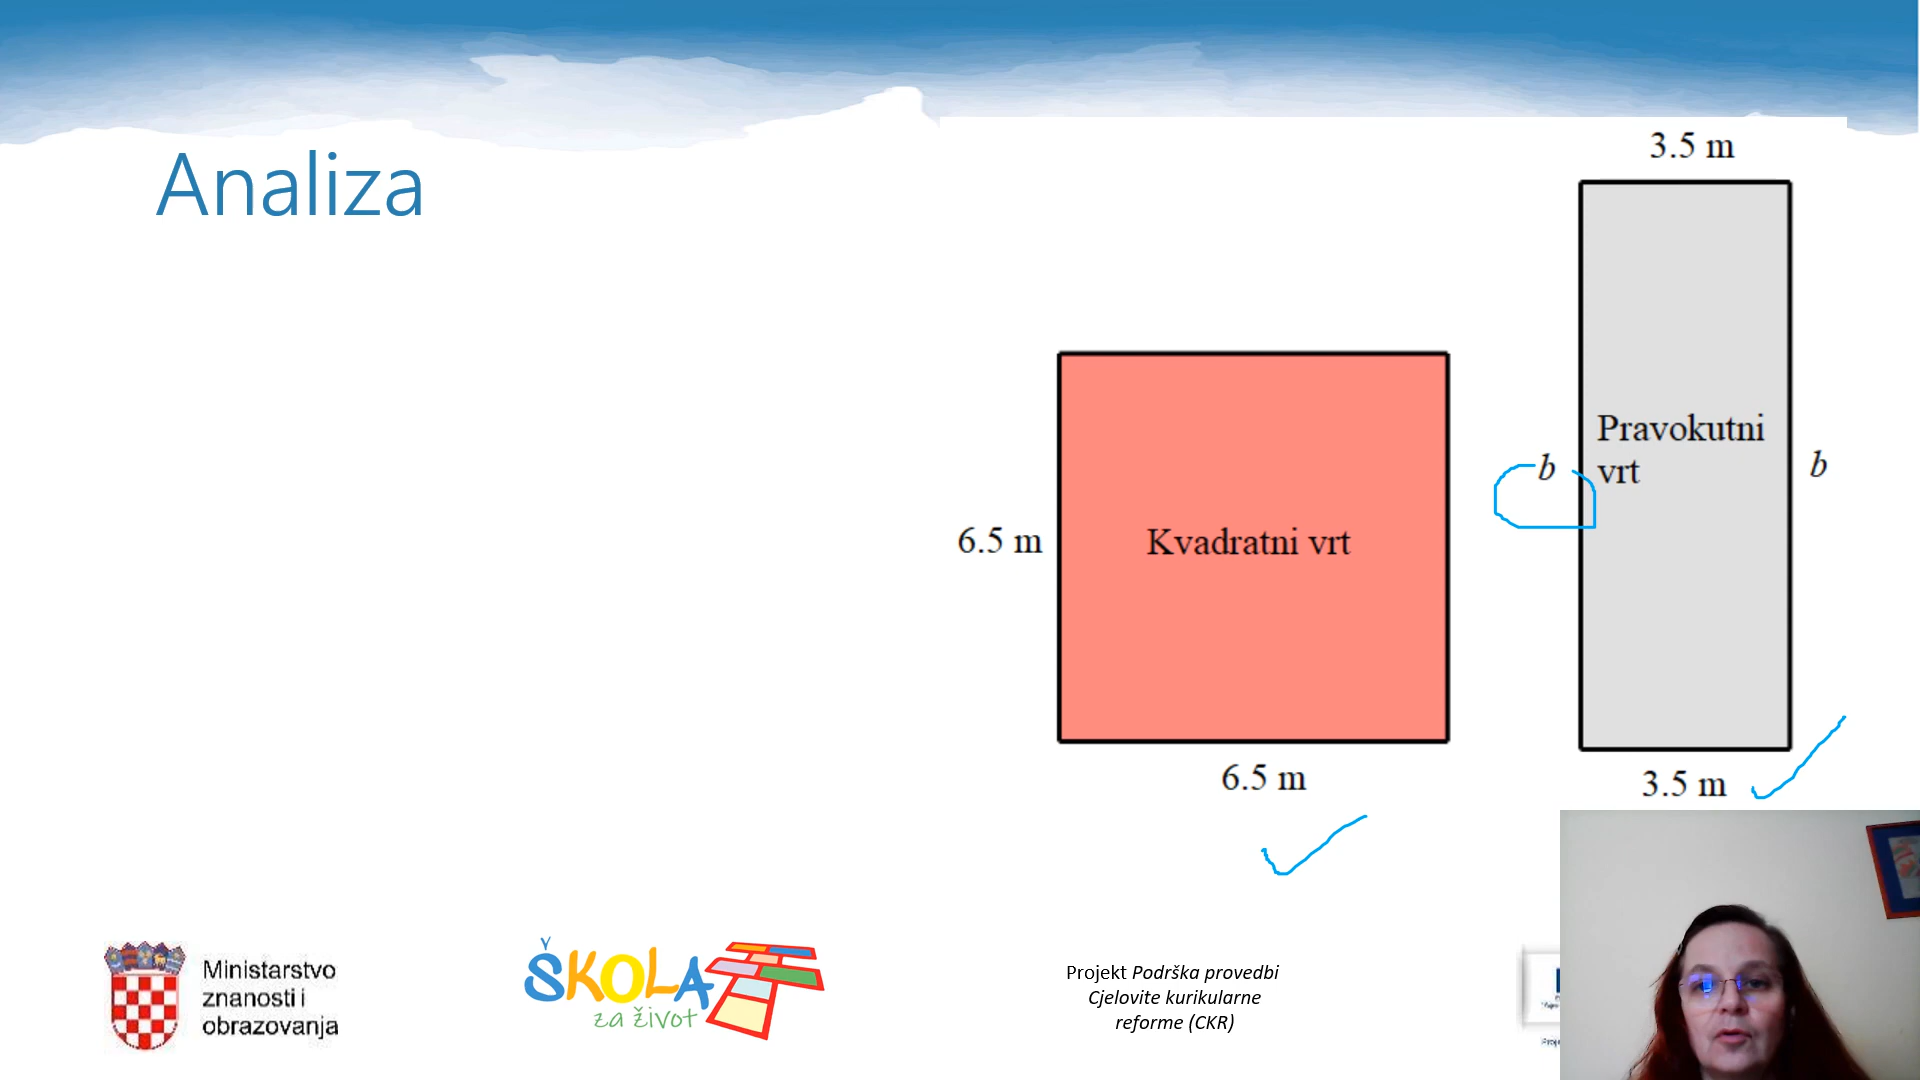 Analiza
3.5 m
Pravokutni
vrt
b
b
6.5 m
Kvadratni vrt
6.5 m
3.5 m
Ministarstvo
znanosti i
obrazovanja
ŠKOLA
za život
Projekt Podrška provedbi
Cjelovite kurikularne
reforme (CKR)